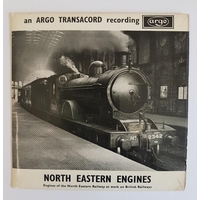 an ARGO TRANSACORD recording
argo
NORTH EASTERN ENGINES
Engines of the North Eastern Railway at work on British Railways